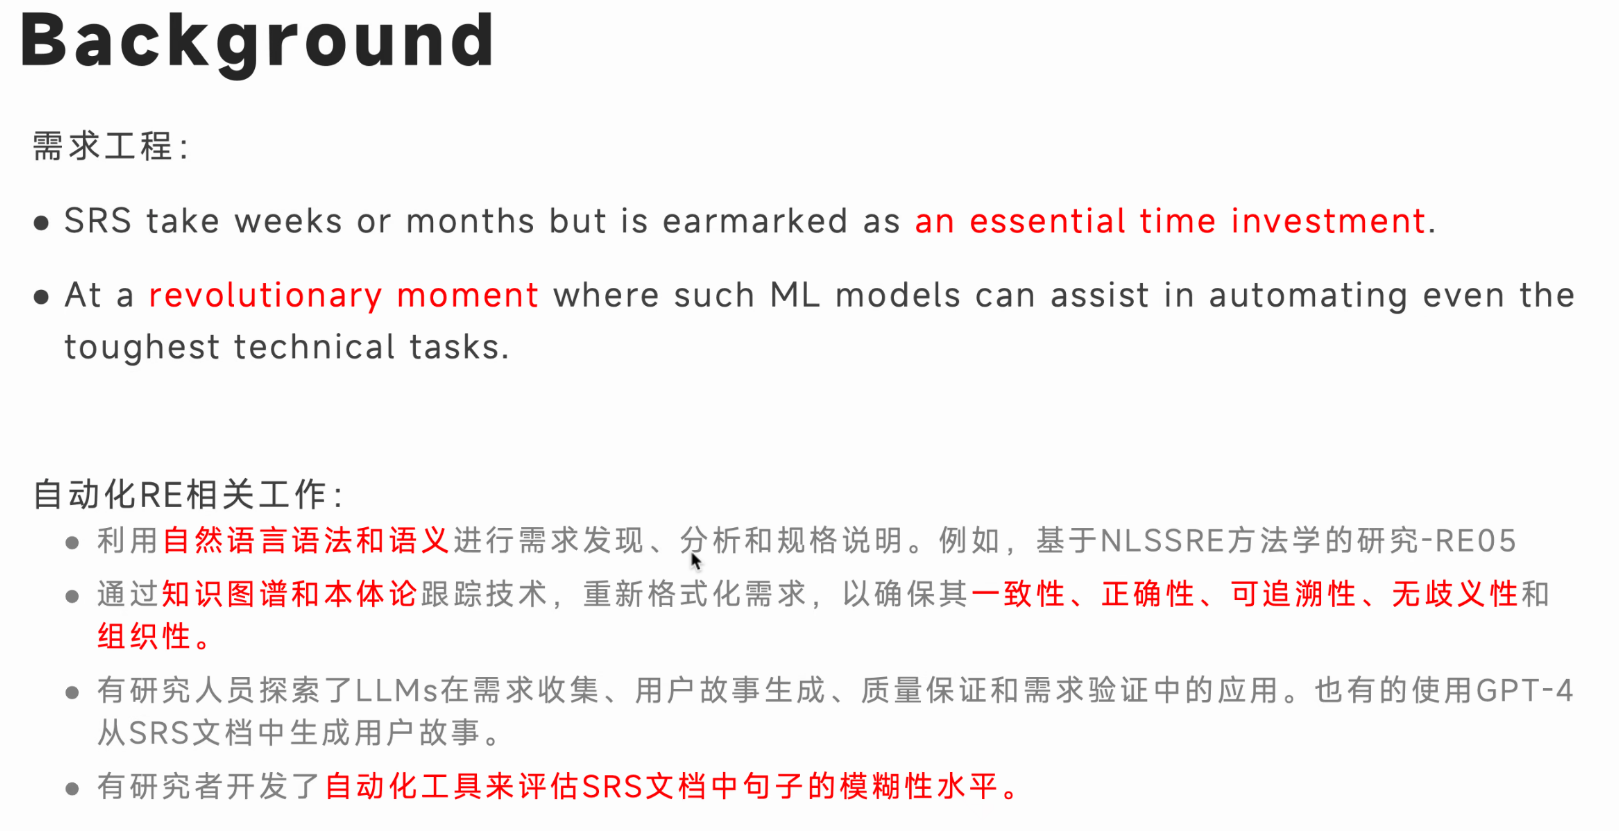 Background
需求工程：
● SRS take weeks or months but is earmarked as an essential time investment.
● At a revolutionary moment where such ML models can assist in automating even the
toughest technical tasks.
自动化RE相关工作：
● 利用自然语言语法和语义进行需求发现、分析和规格说明。例如，基于NLSSRE方法学的研究-RE05
● 通过知识图谱和本体论跟踪技术，重新格式化需求，以确保其一致性、正确性、可追溯性、无歧义性和
组织性。
● 有研究人员探索了LLMs在需求收集、用户故事生成、质量保证和需求验证中的应用。也有的使用GPT-4
从SRS文档中生成用户故事。
● 有研究者开发了自动化工具来评估SRS文档中句子的模糊性水平。